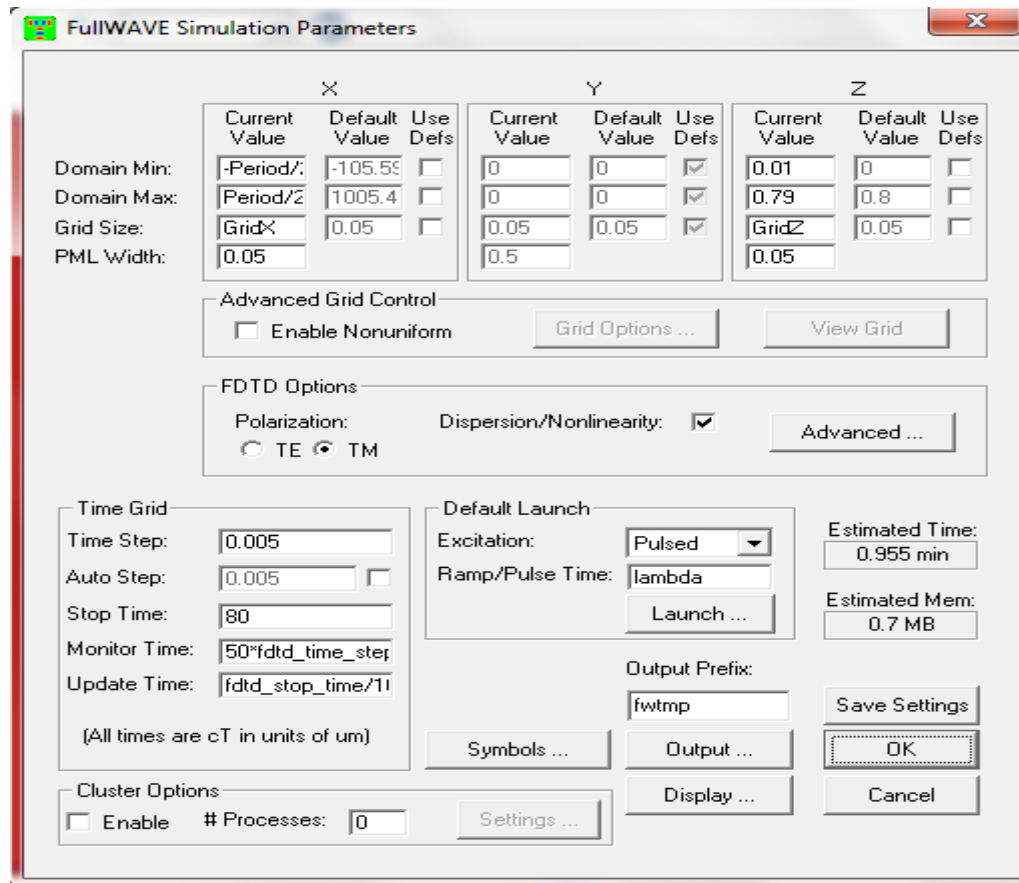 FullWAVE Simulation Parameters
X Y Z
Current Default Use Current Default Use Current Default Use
Value Value Defs Value Value Defs Value Value Defs
Domain Min: -Period/ -105.59 0 0 0.01 0
Domain Max: Period/2 1005.4 0 0 0.79 0.8
Grid Size: GridX 0.05 0.05 0.05 GridZ 0.05
PML Width: 0.05 0.5 0.05
Advanced Grid Control
Enable Nonuniform Grid Options ... View Grid
FDTD Options
Polarization: Dispersion/Nonlinearity: Advanced ...
TE TM
Time Grid Default Launch
Time Step: 0.005 Excitation: Pulsed Estimated Time:
0.955 min
Auto Step: 0.005 Ramp/Pulse Time: lambda
Stop Time: 80 Launch ... Estimated Mem:
0.7 MB
Monitor Time: 50*fdtd_time_step
Update Time: fdtd_stop_time/1 Output Prefix:
fwtmp Save Settings
(All times are cT in units of um) Symbols ... Output ... OK
Cluster Options Display ... Cancel
Enable # Processes: 0 Settings ...